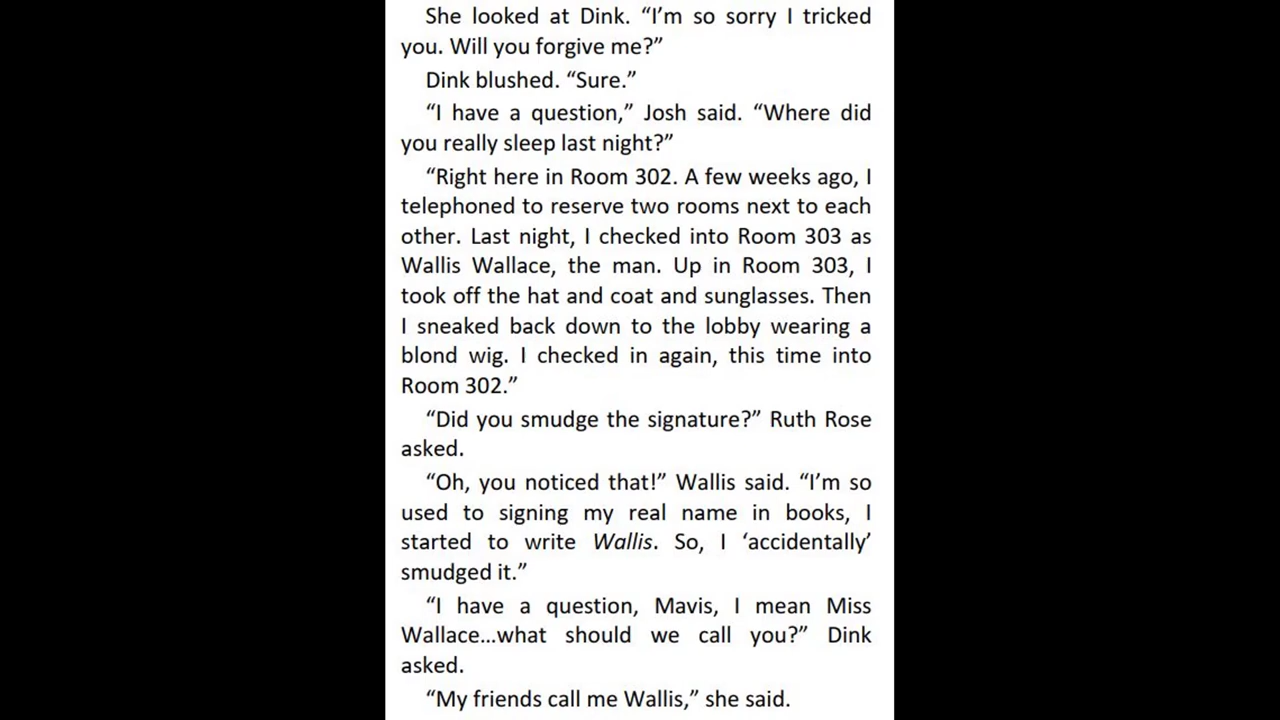 She looked at Dink. “I’m so sorry I tricked
you. Will you forgive me?”
Dink blushed. “Sure.”
“I have a question,” Josh said. “Where did
you really sleep last night?”
“Right here in Room 302. A few weeks ago, I
telephoned to reserve two rooms next to each
other. Last night, I checked into Room 303 as
Wallis Wallace, the man. Up in Room 303, I
took off the hat and coat and sunglasses. Then
I sneaked back down to the lobby wearing a
blond wig. I checked in again, this time into
Room 302.”
“Did you smudge the signature?” Ruth Rose
asked.
“Oh, you noticed that!” Wallis said. “I’m so
used to signing my real name in books, I
started to write Wallis. So, I ‘accidentally’
smudged it.”
“I have a question, Mavis, I mean Miss
Wallace…what should we call you?” Dink
asked.
“My friends call me Wallis,” she said.